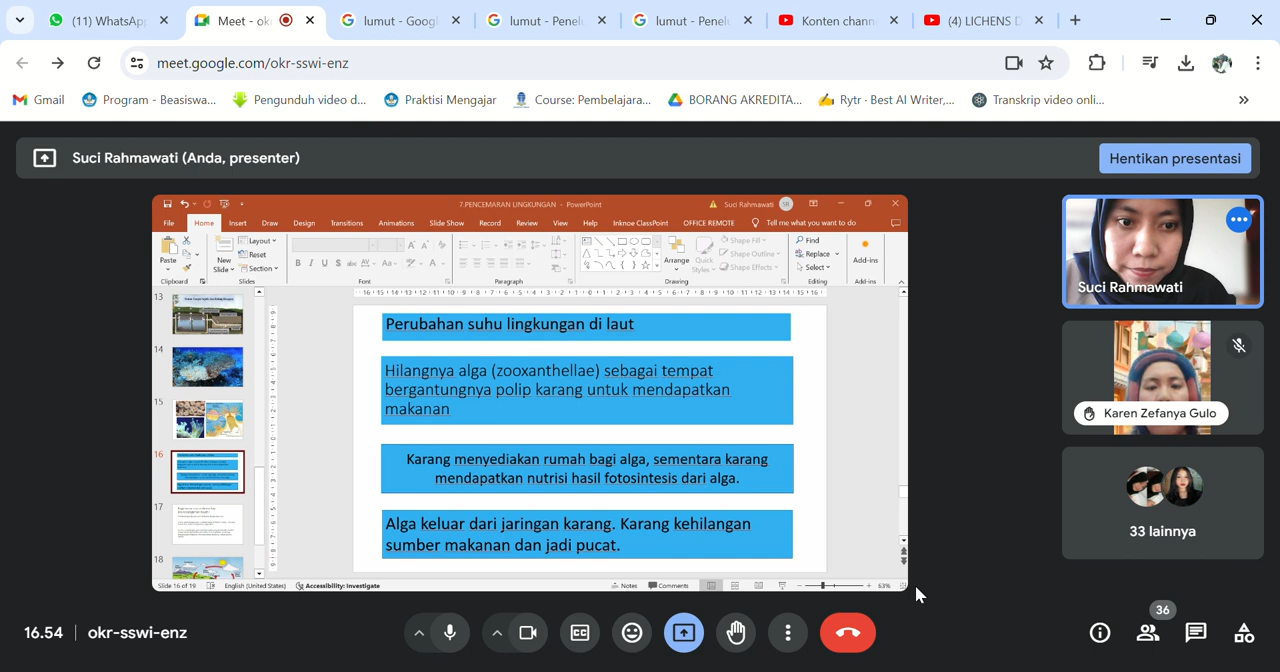 (11) WhatsApp
Meet - ok
lumut - Googl
lumut - Penelu
lumut - Penelu
Konten chann
(4) LICHENS D
meet.google.com/okr-sswi-enz
Gmail
Program - Beasiswa...
Pengunduh video d...
Praktisi Mengajar
Course: Pembelajara...
BORANG AKREDITA...
Rytr - Best AI Writer,...
Transkrip video onli...
Suci Rahmawati (Anda, presenter)
Hentikan presentasi
7.PENCEMARAN LINGKUNGAN - PowerPoint
Suci Rahmawati
SR
File Home Insert Draw Design Transitions Animations Slide Show Record Review View Help Inknoe ClassPoint OFFICE REMOTE Tell me what you want to do
Paste
New
Slide
Layout
Reset
Section
Arrange
Quick
Styles
Shape Fill
Shape Outline
Shape Effects
Find
Replace
Select
Add-ins
Clipboard Slides Font Paragraph Drawing Editing Add-ins
13
14
15
16
17
18
Perubahan suhu lingkungan di laut
Hilangnya alga (zooxanthellae) sebagai tempat
bergantungnya polip karang untuk mendapatkan
makanan
Karang menyediakan rumah bagi alga, sementara karang
mendapatkan nutrisi hasil fotosintesis dari alga.
Alga keluar dari jaringan karang. Karang kehilangan
sumber makanan dan jadi pucat.
Slide 16 of 19 English (United States) Accessibility: Investigate Notes Comments 63%
Suci Rahmawati
Karen Zefanya Gulo
33 lainnya
16.54 okr-sswi-enz
36